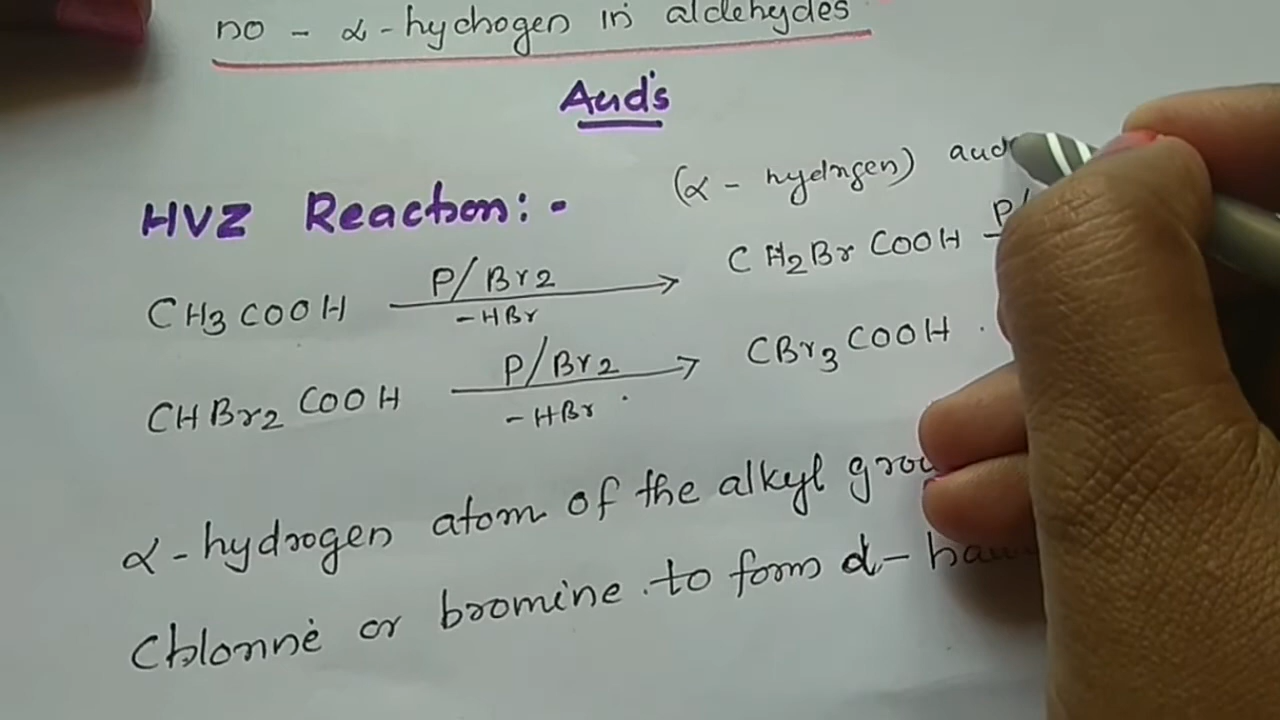 no - α-hydrogen in aldehydes
Acid's
HVZ Reaction:-
(α - hydrogen)
CH3COOH P/Br2 -HBr → CH2BrCOOH
CHBr2COOH P/Br2 -HBr → CBr3COOH
α-hydrogen atom of the alkyl
Chlorine or bromine to form α-